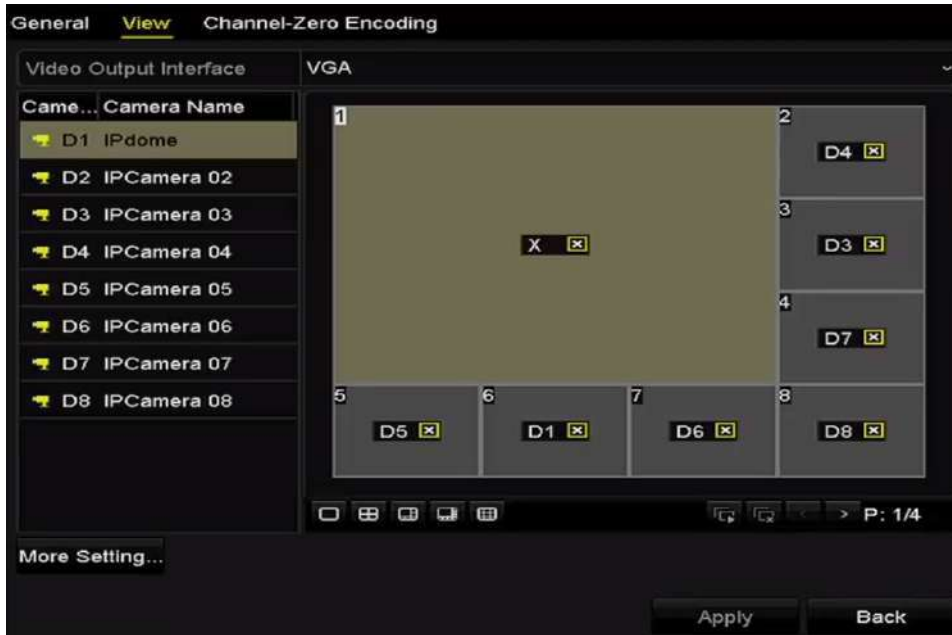 General View Channel-Zero Encoding
Video Output Interface VGA
Came... Camera Name
D1 IPdome
D2 IPCamera 02
D3 IPCamera 03
D4 IPCamera 04
D5 IPCamera 05
D6 IPCamera 06
D7 IPCamera 07
D8 IPCamera 08
1
X
2
D4
3
D3
4
D7
5
D5
6
D1
7
D6
8
D8
P: 1/4
More Setting...
Apply Back